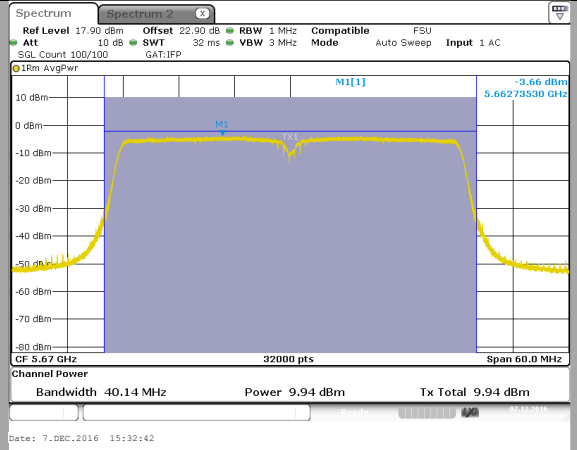 Spectrum Spectrum 2 X
Ref Level 17.90 dBm Offset 22.90 dB RBW 1 MHz Compatible FSU
Att 10 dB SWT 32 ms VBW 3 MHz Mode Auto Sweep Input 1 AC
SGL Count 100/100 GAT:IFP
1Rm AvgPwr
M1[1] -3.66 dBm
5.66273530 GHz
10 dBm
0 dBm
M1
TX1
-10 dBm
-20 dBm
-30 dBm
-40 dBm
-50 dBm
-60 dBm
-70 dBm
-80 dBm
CF 5.67 GHz 32000 pts Span 60.0 MHz
Channel Power
Bandwidth 40.14 MHz Power 9.94 dBm Tx Total 9.94 dBm
Ready 07.12.2016
Date: 7.DEC.2016 15:32:42